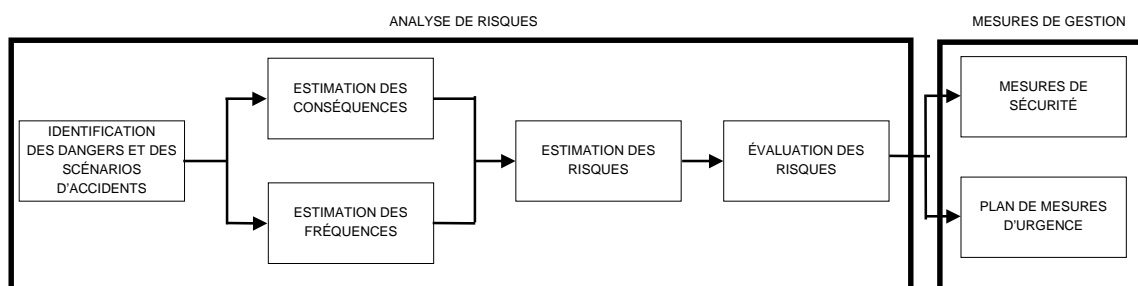 ANALYSE DE RISQUES
MESURES DE GESTION
IDENTIFICATION
DES DANGERS ET DES
SCÉNARIOS
D'ACCIDENTS
ESTIMATION DES
CONSÉQUENCES
ESTIMATION DES
FRÉQUENCES
ESTIMATION DES
RISQUES
ÉVALUATION DES
RISQUES
MESURES DE
SÉCURITÉ
PLAN DE MESURES
D'URGENCE